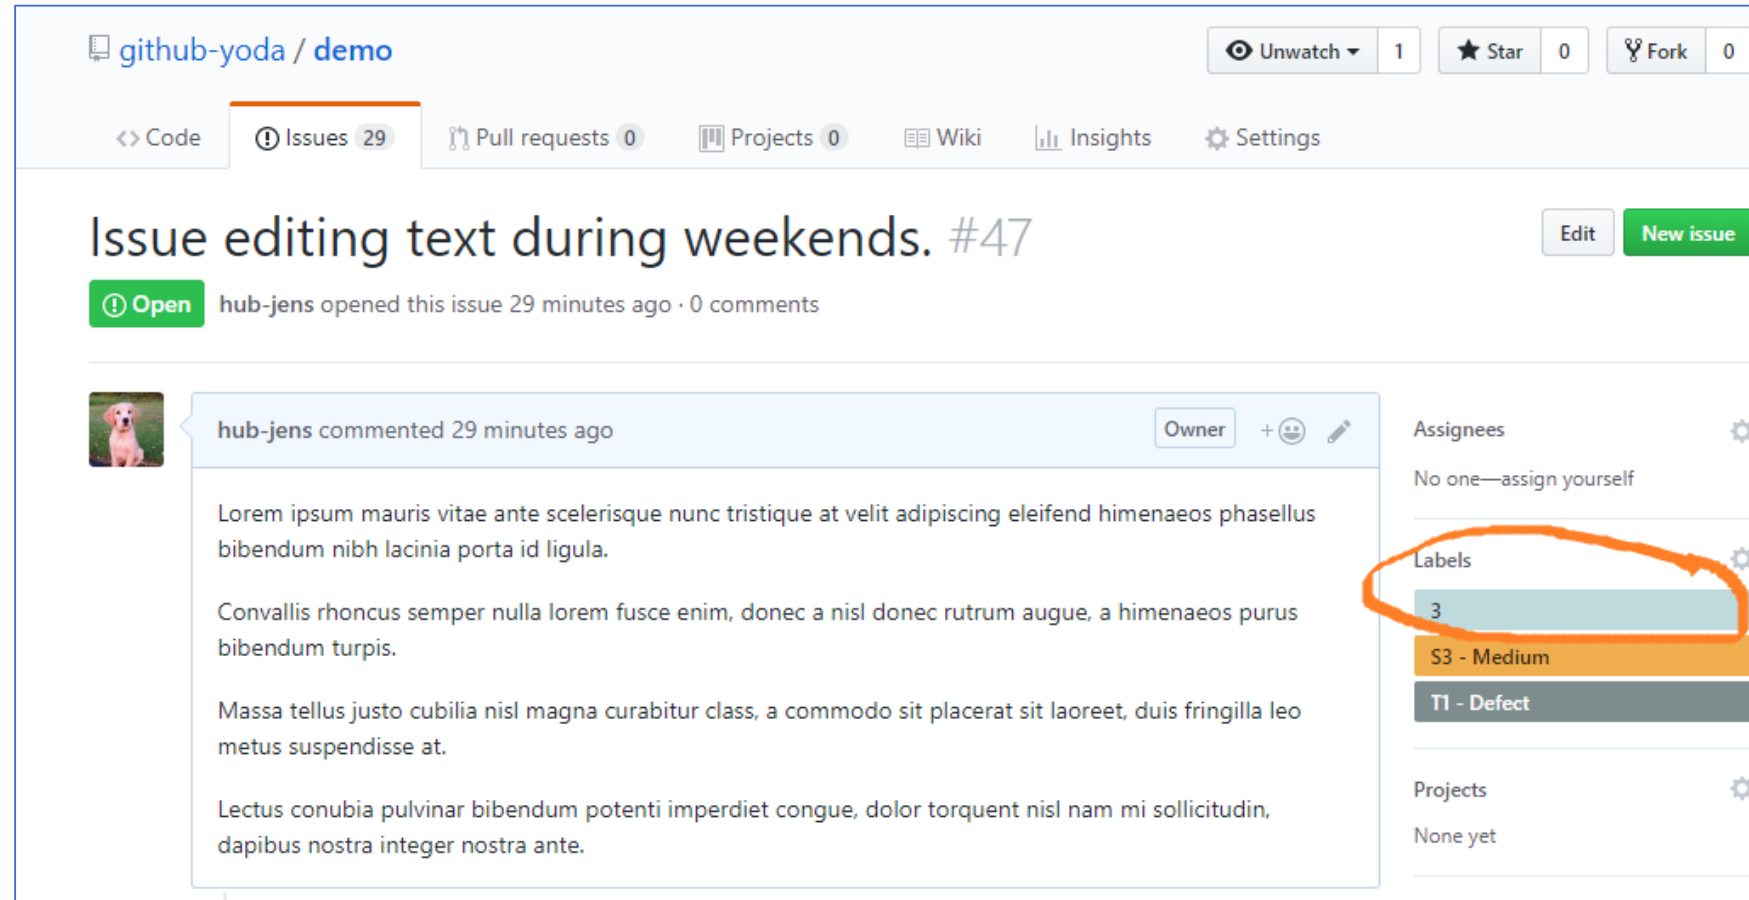 github-yoda / demo
Unwatch 1 Star 0 Fork 0
Code Issues 29 Pull requests 0 Projects 0 Wiki Insights Settings
Issue editing text during weekends. #47
Edit New issue
Open hub-jens opened this issue 29 minutes ago · 0 comments
hub-jens commented 29 minutes ago Owner
Lorem ipsum mauris vitae ante scelerisque nunc tristique at velit adipiscing eleifend himenaeos phasellus
bibendum nibh lacinia porta id ligula.
Convallis rhoncus semper nulla lorem fusce enim, donec a nisl donec rutrum augue, a himenaeos purus
bibendum turpis.
Massa tellus justo cubilia nisl magna curabitur class, a commodo sit placerat sit laoreet, duis fringilla leo
metus suspendisse at.
Lectus conubia pulvinar bibendum potenti imperdiet congue, dolor torquent nisl nam mi sollicitudin,
dapibus nostra integer nostra ante.
Assignees
No one—assign yourself
Labels
3
S3 - Medium
T1 - Defect
Projects
None yet